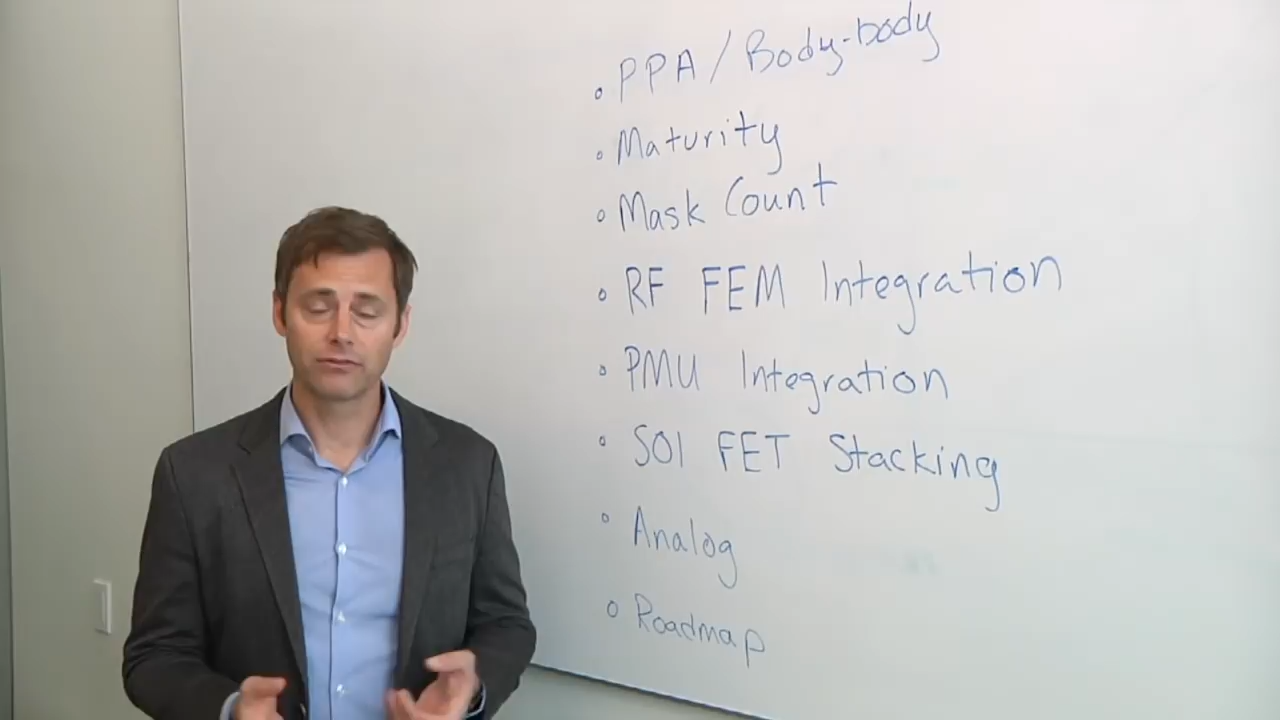 PPA / Body-body
Maturity
Mask Count
RF FEM Integration
PMU Integration
SOI FET Stacking
Analog
Roadmap